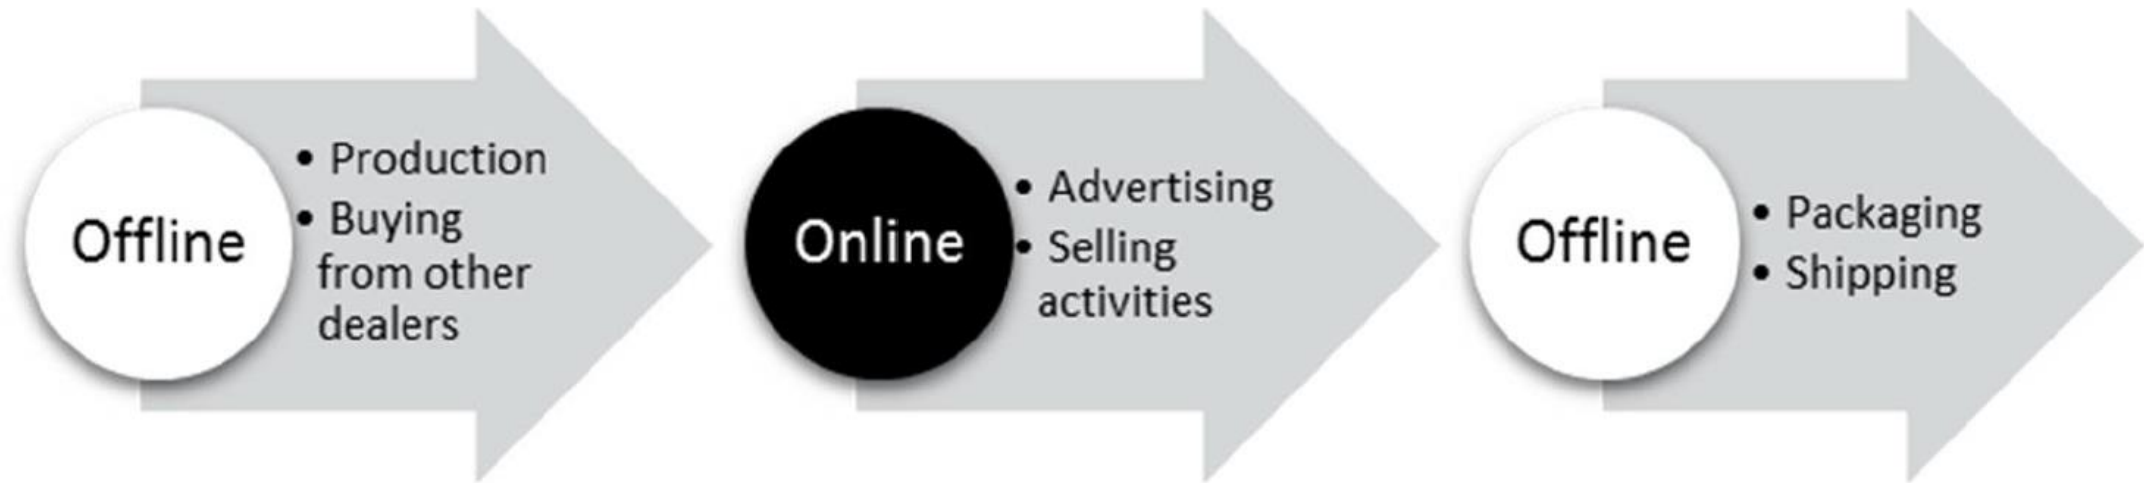 Offline
• Production
• Buying
from other
dealers
Online
• Advertising
• Selling
activities
Offline
• Packaging
• Shipping